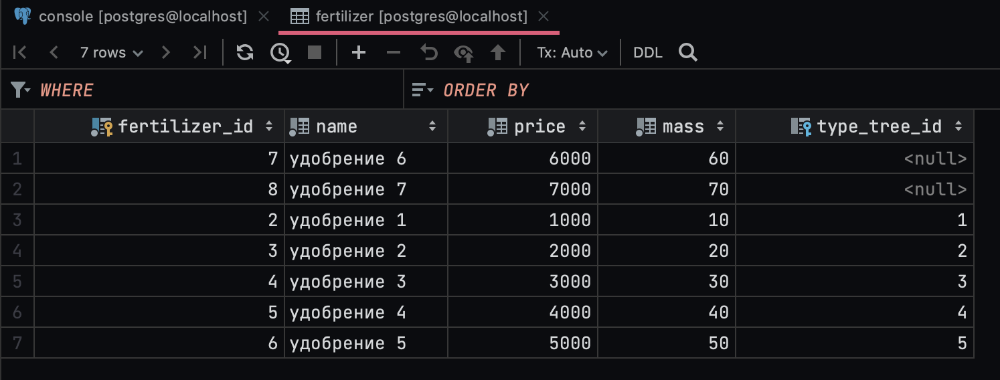 console [postgres@localhost] fertilizer [postgres@localhost]
7 rows Tx: Auto DDL
WHERE ORDER BY
fertilizer_id name price mass type_tree_id
1 7 удобрение 6 6000 60 <null>
2 8 удобрение 7 7000 70 <null>
3 2 удобрение 1 1000 10 1
4 3 удобрение 2 2000 20 2
5 4 удобрение 3 3000 30 3
6 5 удобрение 4 4000 40 4
7 6 удобрение 5 5000 50 5